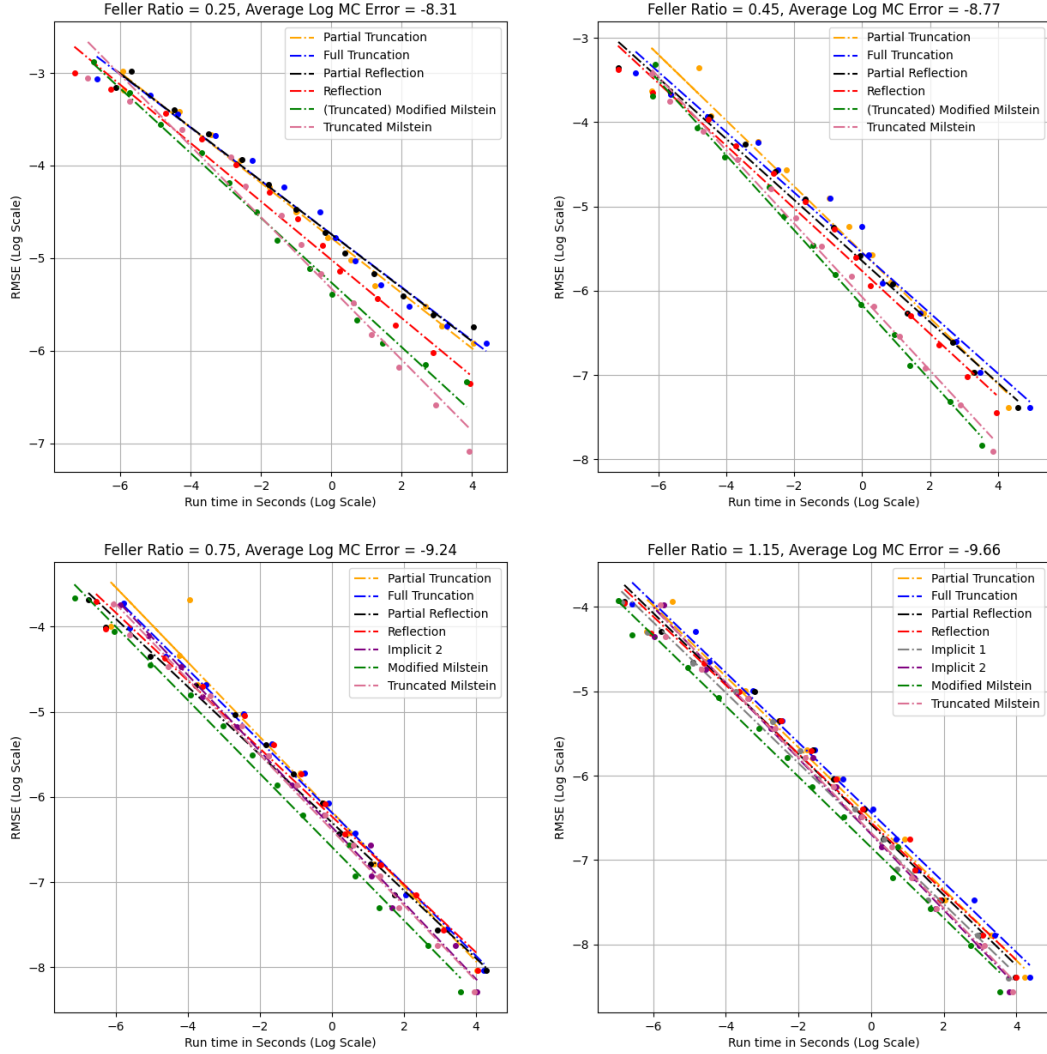 Feller Ratio = 0.25, Average Log MC Error = -8.31
Partial Truncation
Full Truncation
Partial Reflection
Reflection
(Truncated) Modified Milstein
Truncated Milstein
−3
−4
−5
−6
−7
RMSE (Log Scale)
−6 −4 −2 0 2 4
Run time in Seconds (Log Scale)
Feller Ratio = 0.45, Average Log MC Error = -8.77
Partial Truncation
Full Truncation
Partial Reflection
Reflection
(Truncated) Modified Milstein
Truncated Milstein
−3
−4
−5
−6
−7
−8
RMSE (Log Scale)
−6 −4 −2 0 2 4
Run time in Seconds (Log Scale)
Feller Ratio = 0.75, Average Log MC Error = -9.24
Partial Truncation
Full Truncation
Partial Reflection
Reflection
Implicit 2
Modified Milstein
Truncated Milstein
−4
−5
−6
−7
−8
RMSE (Log Scale)
−6 −4 −2 0 2 4
Run time in Seconds (Log Scale)
Feller Ratio = 1.15, Average Log MC Error = -9.66
Partial Truncation
Full Truncation
Partial Reflection
Reflection
Implicit 1
Implicit 2
Modified Milstein
Truncated Milstein
−4
−5
−6
−7
−8
RMSE (Log Scale)
−6 −4 −2 0 2 4
Run time in Seconds (Log Scale)